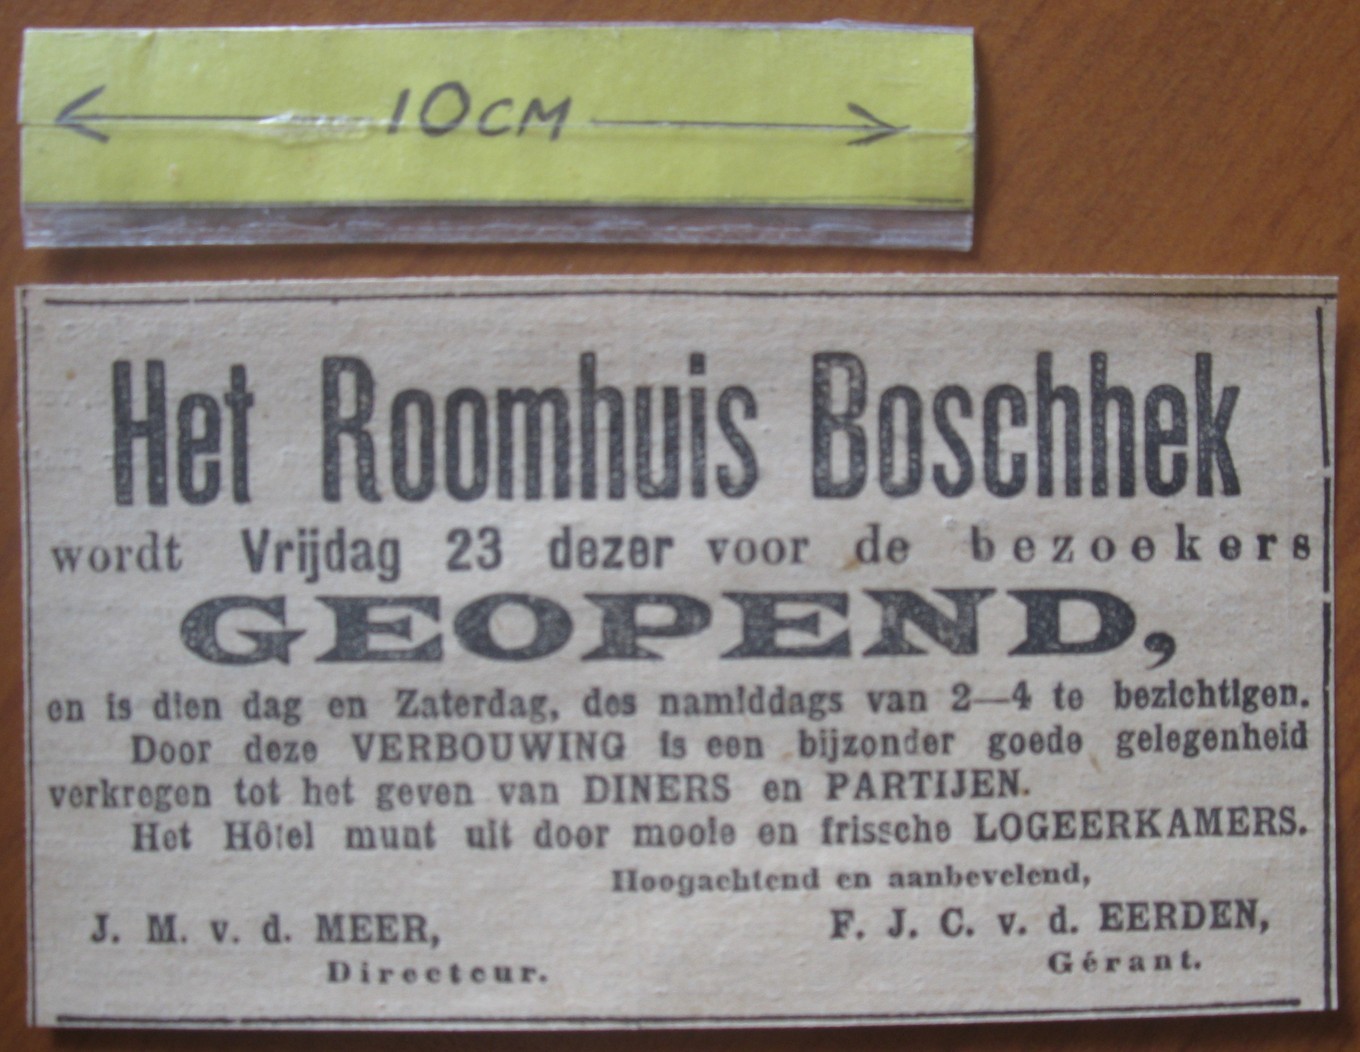 10CM
Het Roomhuis Boschhek
wordt Vrijdag 23 dezer voor de bezoekers
GEOPEND,
en is dien dag en Zaterdag, des namiddags van 2—4 te bezichtigen.
Door deze VERBOUWING is een bijzonder goede gelegenheid
verkregen tot het geven van DINERS en PARTIJEN.
Het Hôtel munt uit door mooie en frissche LOGEERKAMERS.
Hoogachtend en aanbevelend,
J. M. v. d. MEER, F. J. C. v. d. EERDEN,
Directeur. Gérant.